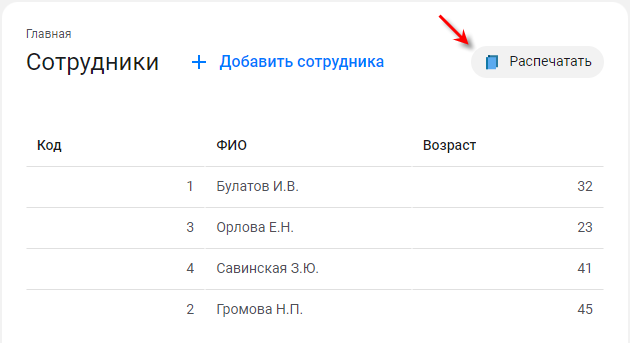 Главная
Сотрудники + Добавить сотрудника Распечатать
Код ФИО Возраст
1 Булатов И.В. 32
3 Орлова Е.Н. 23
4 Савинская З.Ю. 41
2 Громова Н.П. 45